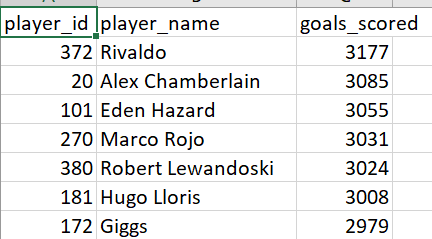 player_id player_name goals_scored
372 Rivaldo 3177
20 Alex Chamberlain 3085
101 Eden Hazard 3055
270 Marco Rojo 3031
380 Robert Lewandoski 3024
181 Hugo Lloris 3008
172 Giggs 2979